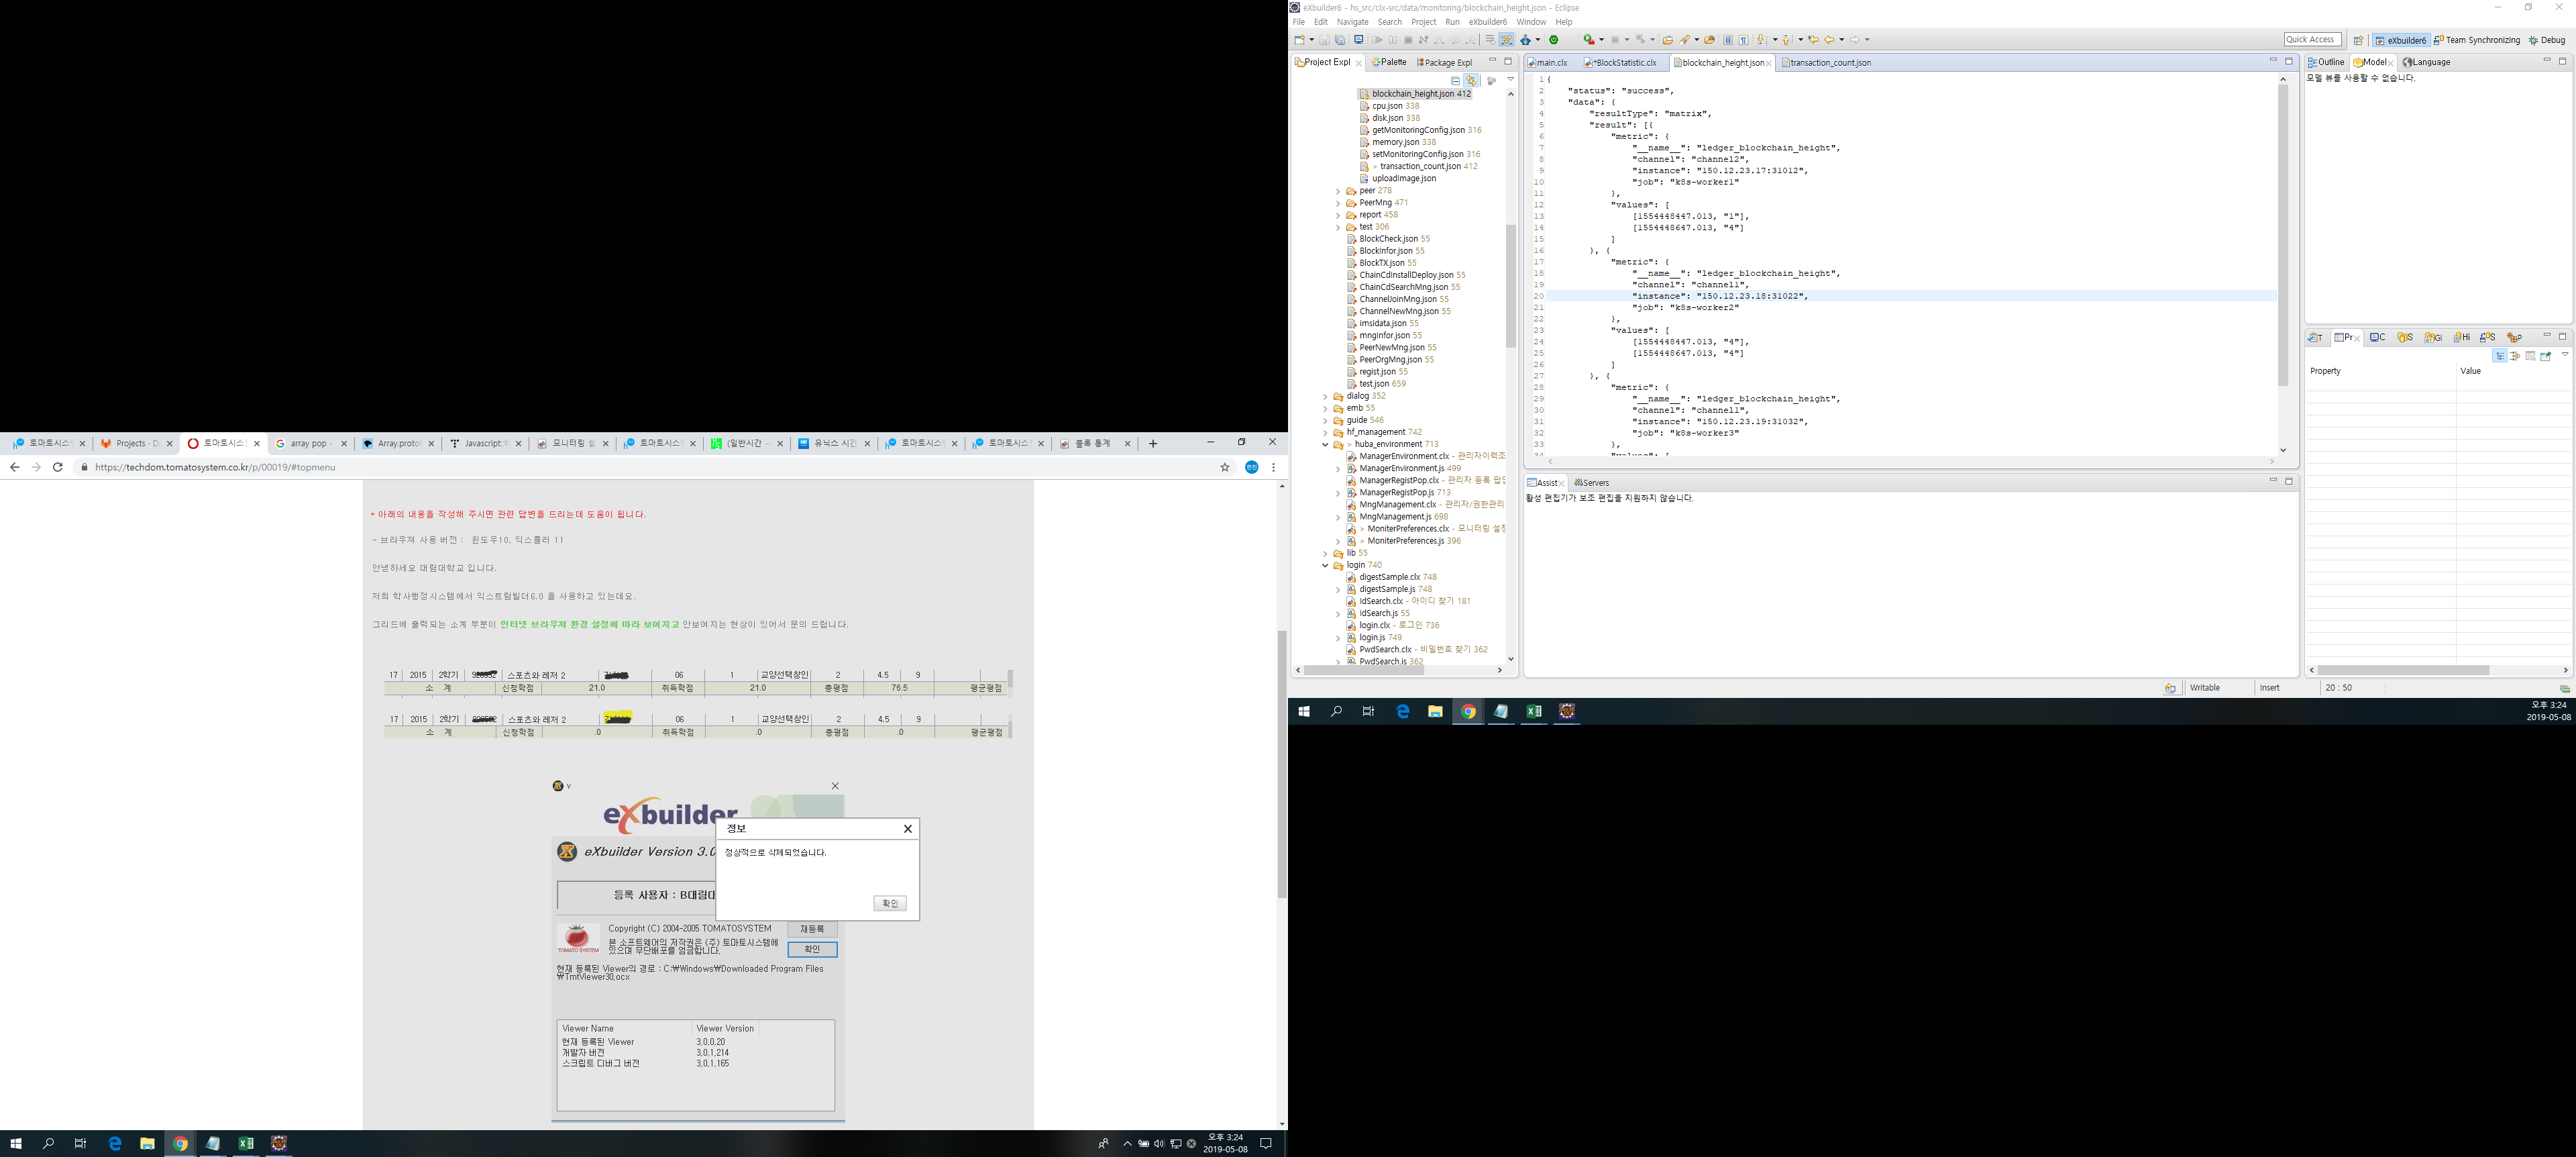 토마토시스
Projects · Da
토마토시스
array pop -
Array.protot
Javascript::배
모니터링 설
토마토시스
(일반시간 -
유닉스 시간
토마토시스
토마토시스
블록 통계
https://techdom.tomatosystem.co.kr/p/00019/#topmenu
* 아래의 내용을 작성해 주시면 관련 답변을 드리는데 도움이 됩니다.
- 브라우져 사용 버전 : 윈도우10, 익스플러 11
안녕하세요 대림대학교 입니다.
저희 학사행정시스템에서 익스트림빌더6.0 를 사용하고 있는데요.
그리드에 출력되는 소계 부분이 인터넷 브라우져 환경 설정에 따라 보여지고 안보여지는 현상이 있어서 문의 드립니다.
17 2015 2학기 스포츠와 레저 2 06 1 교양선택창인 2 4.5 9
소 계 신청학점 21.0 취득학점 21.0 총평점 76.5 평균평점
17 2015 2학기 스포츠와 레저 2 06 1 교양선택창인 2 4.5 9
소 계 신청학점 .0 취득학점 .0 총평점 .0 평균평점
v
eXbuilder
eXbuilder Version 3.0
정보
정상적으로 삭제되었습니다.
확인
등록 사용자 : B대림대
TOMATO SYSTEM
Copyright (C) 2004-2005 TOMATOSYSTEM
본 소프트웨어의 저작권은 (주) 토마토시스템에
있으며 무단배포를 엄금합니다.
재등록
확인
현재 등록된 Viewer의 경로 : C:₩Windows₩Downloaded Program Files
₩TmtViewer30.ocx
Viewer Name Viewer Version
현재 등록된 Viewer 3,0,0,20
개발자 버전 3,0,1,214
스크립트 디버그 버전 3,0,1,165
오후 3:24
2019-05-08
eXbuilder6 - hs_src/clx-src/data/monitoring/blockchain_height.json - Eclipse
File Edit Navigate Search Project Run eXbuilder6 Window Help
Quick Access
eXbuilder6 Team Synchronizing Debug
Project Expl Palette Package Expl
blockchain_height.json 412
cpu.json 338
disk.json 338
getMonitoringConfig.json 316
memory.json 338
setMonitoringConfig.json 316
> transaction_count.json 412
uploadImage.json
peer 278
PeerMng 471
report 458
test 306
BlockCheck.json 55
BlockInfor.json 55
BlockTX.json 55
ChainCdInstallDeploy.json 55
ChainCdSearchMng.json 55
ChannelJoinMng.json 55
ChannelNewMng.json 55
imsidata.json 55
mngInfor.json 55
PeerNewMng.json 55
PeerOrgMng.json 55
regist.json 55
test.json 659
dialog 352
emb 55
guide 546
hf_management 742
> huba_environment 713
ManagerEnvironment.clx - 관리자이력조
ManagerEnvironment.js 499
ManagerRegistPop.clx - 관리자 등록 팝업
ManagerRegistPop.js 713
MngManagement.clx - 관리자/권한관리
MngManagement.js 698
> MoniterPreferences.clx - 모니터링 설정
> MoniterPreferences.js 396
lib 55
login 740
digestSample.clx 748
digestSample.js 748
IdSearch.clx - 아이디 찾기 181
IdSearch.js 55
login.clx - 로그인 736
login.js 749
PwdSearch.clx - 비밀번호 찾기 362
PwdSearch.js 362
main.clx *BlockStatistic.clx blockchain_height.json transaction_count.json
1 {
2 "status": "success",
3 "data": {
4 "resultType": "matrix",
5 "result": [{
6 "metric": {
7 "__name__": "ledger_blockchain_height",
8 "channel": "channel2",
9 "instance": "150.12.23.17:31012",
10 "job": "k8s-worker1"
11 },
12 "values": [
13 [1554448447.013, "1"],
14 [1554448647.013, "4"]
15 ]
16 }, {
17 "metric": {
18 "__name__": "ledger_blockchain_height",
19 "channel": "channel1",
20 "instance": "150.12.23.18:31022",
21 "job": "k8s-worker2"
22 },
23 "values": [
24 [1554448447.013, "4"],
25 [1554448647.013, "4"]
26 ]
27 }, {
28 "metric": {
29 "__name__": "ledger_blockchain_height",
30 "channel": "channel1",
31 "instance": "150.12.23.19:31032",
32 "job": "k8s-worker3"
33 },
34 "values": [
Assist Servers
활성 편집기가 보조 편집을 지원하지 않습니다.
Outline Model Language
모델 뷰를 사용할 수 없습니다.
T Pr C S Gi Hi S P
Property Value
Writable Insert 20 : 50
오후 3:24
2019-05-08